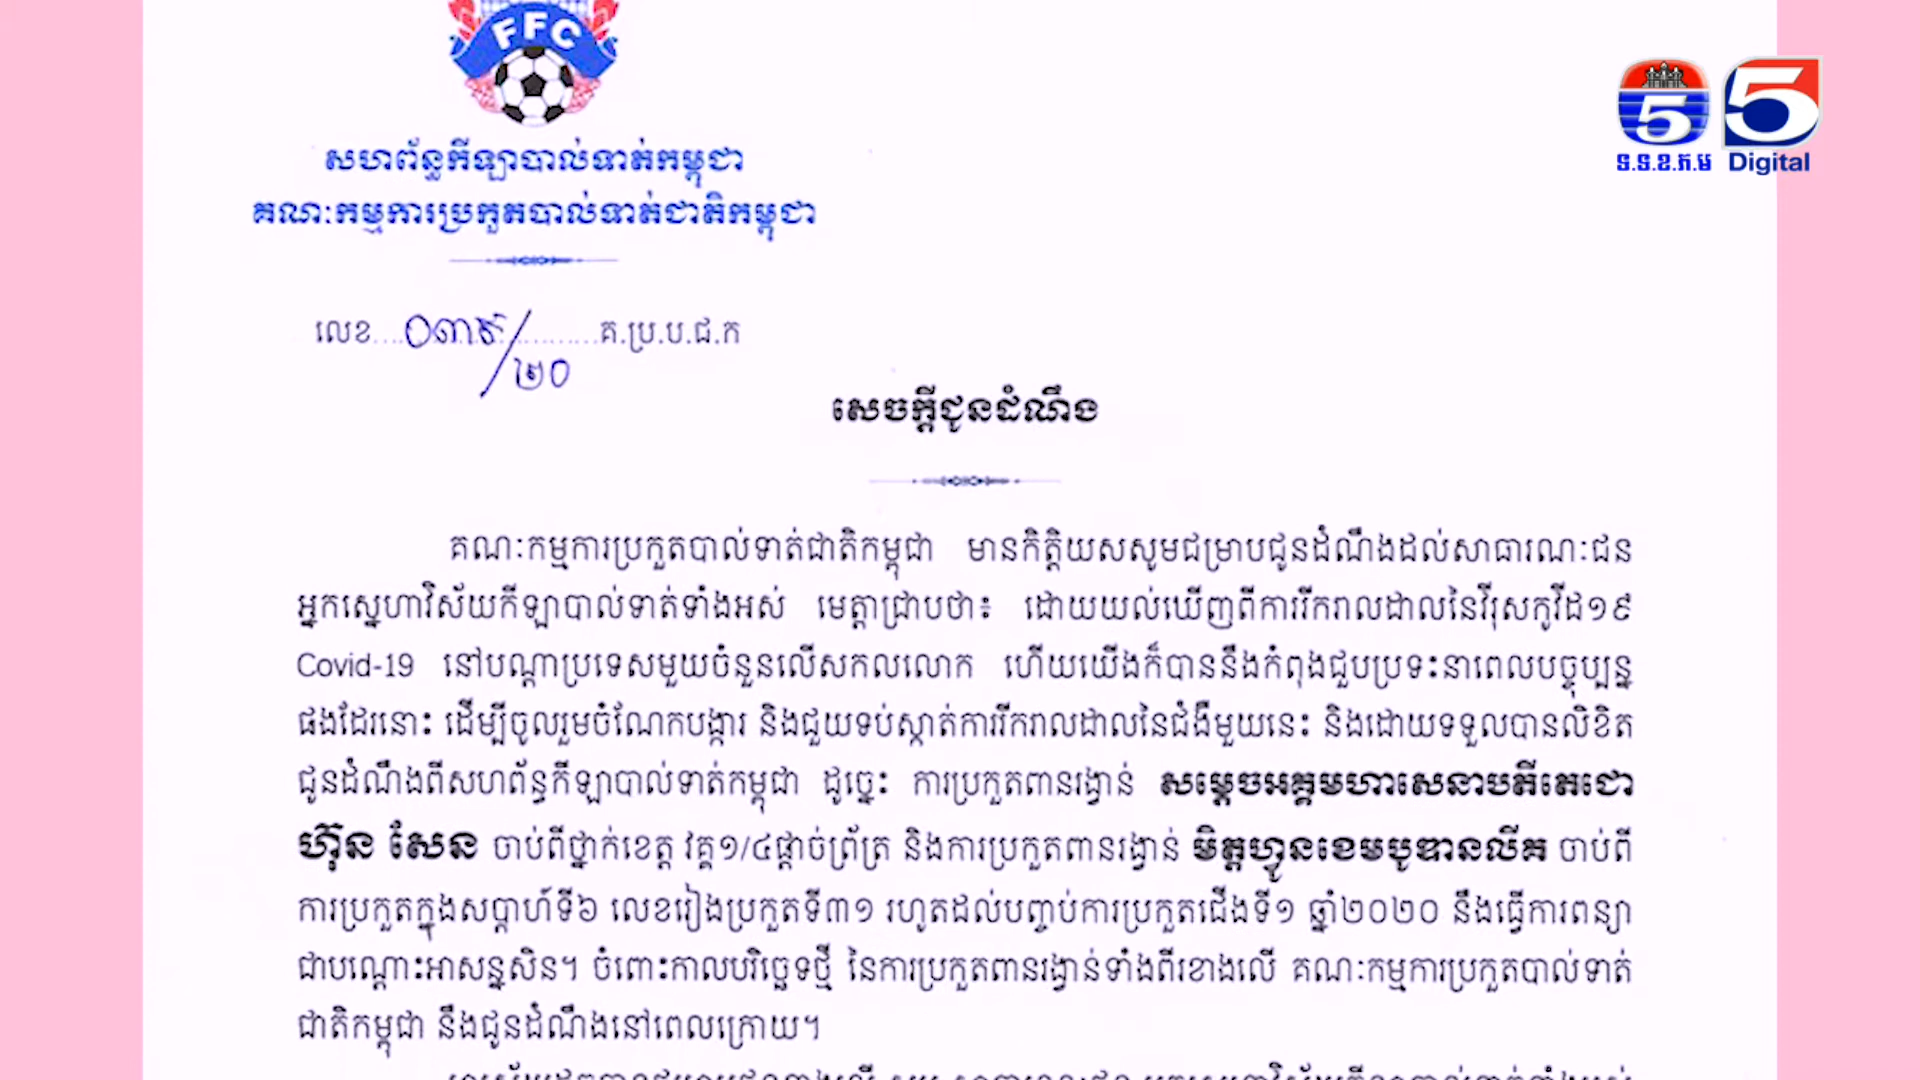 FFC
5 5
ទ.ទ.ខ.ភ.ម Digital
សហព័ន្ធកីឡាបាល់ទាត់កម្ពុជា
គណៈកម្មការប្រកួតបាល់ទាត់ជាតិកម្ពុជា
លេខ....០៣៩/២០....គ.ប្រ.ប.ជ.ក
សេចក្ដីជូនដំណឹង
គណៈកម្មការប្រកួតបាល់ទាត់ជាតិកម្ពុជា មានកិត្តិយសសូមជម្រាបជូនដំណឹងដល់សាធារណៈជន
អ្នកស្នេហាវិស័យកីឡាបាល់ទាត់ទាំងអស់ មេត្តាជ្រាបថា៖ ដោយយល់ឃើញពីការរីករាលដាលនៃវីរុសកូវីដ១៩
Covid-19 នៅបណ្ដាប្រទេសមួយចំនួនលើសកលលោក ហើយយើងក៏បាននឹងកំពុងជួបប្រទះនាពេលបច្ចុប្បន្ន
ផងដែរនោះ ដើម្បីចូលរួមចំណែកបង្ការ និងជួយទប់ស្កាត់ការរីករាលដាលនៃជំងឺមួយនេះ និងដោយទទួលបានលិខិត
ជូនដំណឹងពីសហព័ន្ធកីឡាបាល់ទាត់កម្ពុជា ដូច្នេះ ការប្រកួតពានរង្វាន់ សម្ដេចអគ្គមហាសេនាបតីតេជោ
ហ៊ុន សែន ចាប់ពីថ្នាក់ខេត្ត វគ្គ១/៤ផ្ដាច់ព្រ័ត្រ និងការប្រកួតពានរង្វាន់ មិត្តហ្វូនខេមបូឌានលីគ ចាប់ពី
ការប្រកួតក្នុងសប្ដាហ៍ទី៦ លេខរៀងប្រកួតទី៣១ រហូតដល់បញ្ចប់ការប្រកួតជើងទី១ ឆ្នាំ២០២០ នឹងធ្វើការពន្យា
ជាបណ្ដោះអាសន្នសិន។ ចំពោះកាលបរិច្ឆេទថ្មី នៃការប្រកួតពានរង្វាន់ទាំងពីរខាងលើ គណៈកម្មការប្រកួតបាល់ទាត់
ជាតិកម្ពុជា នឹងជូនដំណឹងនៅពេលក្រោយ។